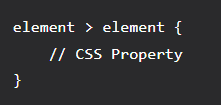 element > element {
    // CSS Property
}